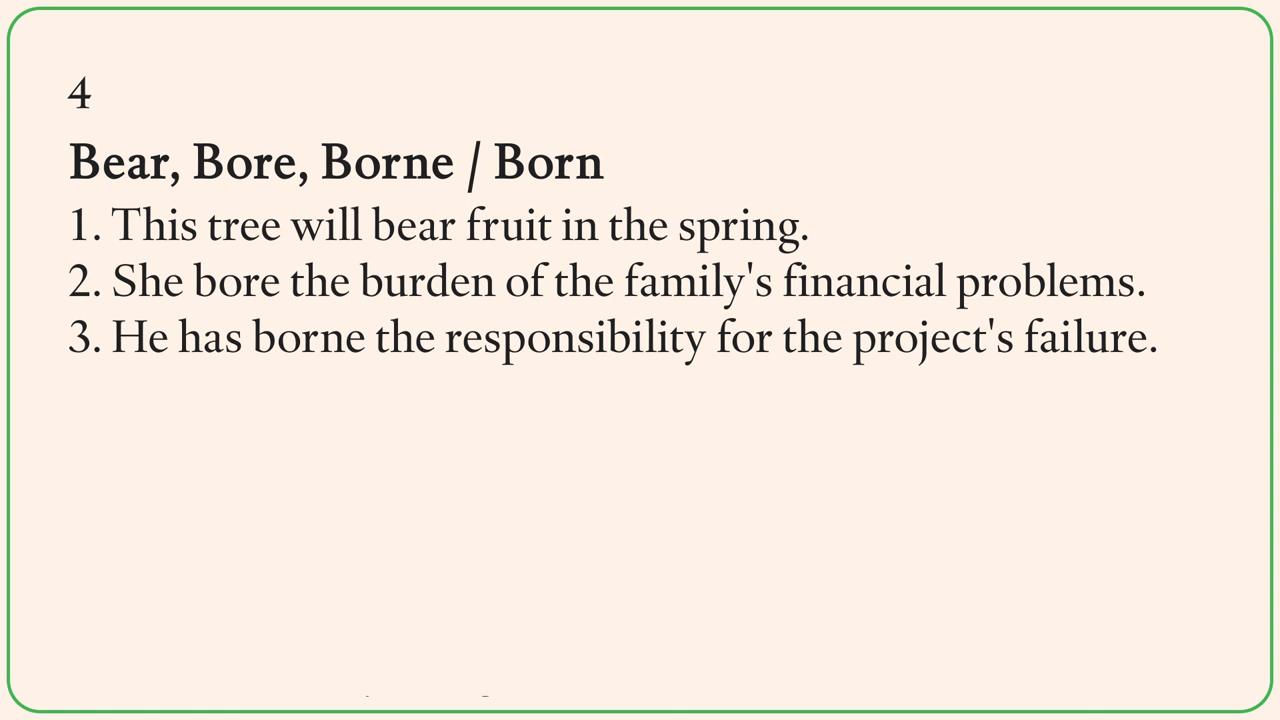 4
Bear, Bore, Borne / Born
1. This tree will bear fruit in the spring.
2. She bore the burden of the family's financial problems.
3. He has borne the responsibility for the project's failure.